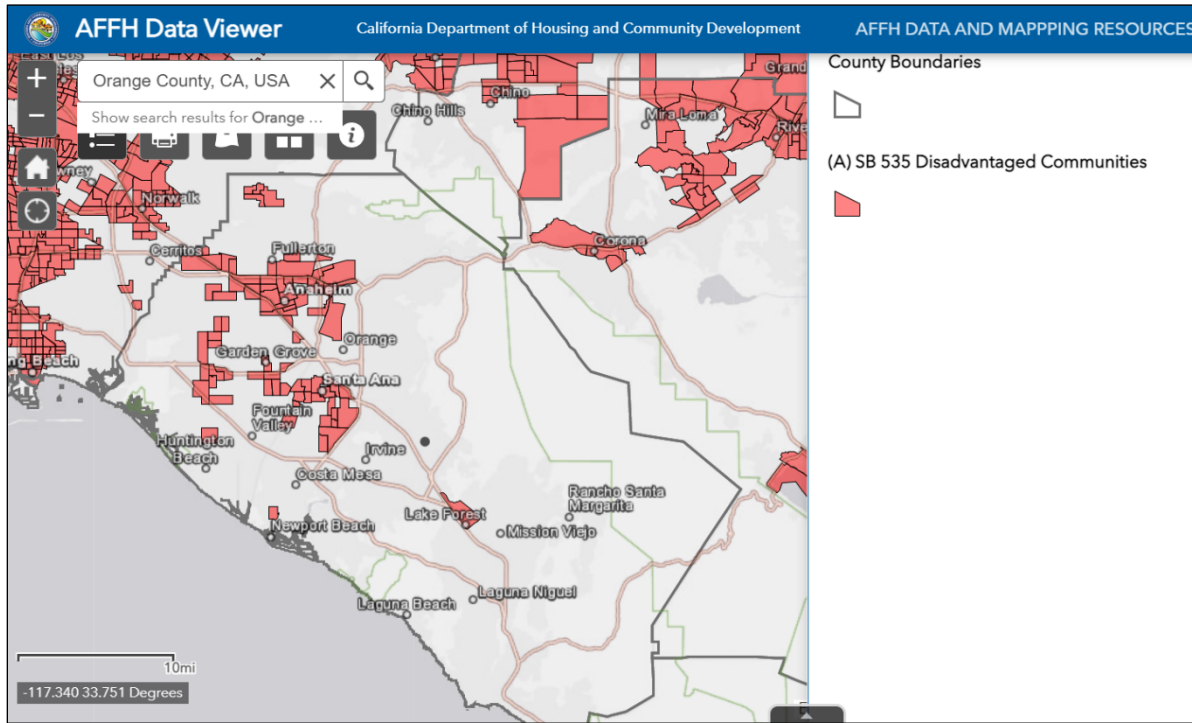 AFFH Data Viewer
California Department of Housing and Community Development
AFFH DATA AND MAPPPING RESOURCES
+
Orange County, CA, USA
Show search results for Orange ...
−
County Boundaries
(A) SB 535 Disadvantaged Communities
Grand
Chino
Chino Hills
Mira Loma
Norwalk
Cerritos
Fullerton
Corona
Anaheim
Orange
Garden Grove
Santa Ana
Fountain
Valley
Huntington
Beach
Irvine
Costa Mesa
Rancho Santa
Margarita
Lake Forest
Newport Beach
Mission Viejo
Laguna Niguel
Laguna Beach
10mi
-117.340 33.751 Degrees